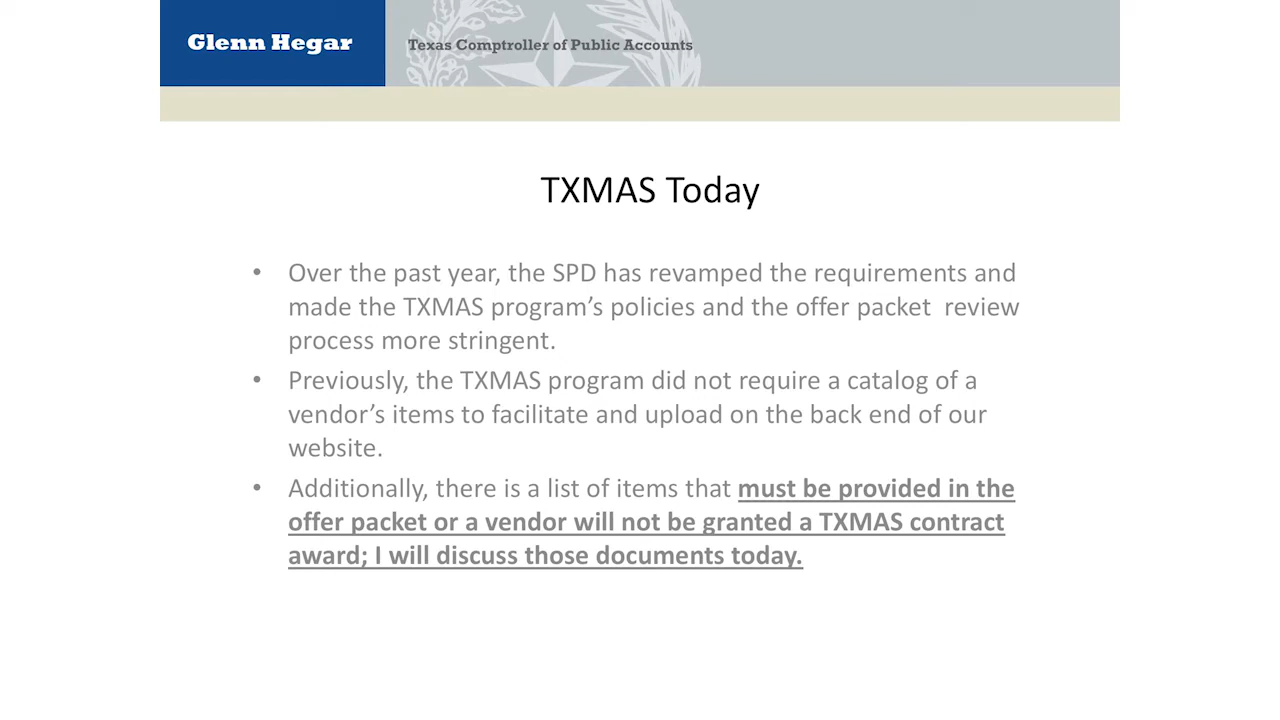 Glenn Hegar
Texas Comptroller of Public Accounts
TXMAS Today
• Over the past year, the SPD has revamped the requirements and
made the TXMAS program’s policies and the offer packet  review
process more stringent.
• Previously, the TXMAS program did not require a catalog of a
vendor’s items to facilitate and upload on the back end of our
website.
• Additionally, there is a list of items that must be provided in the
offer packet or a vendor will not be granted a TXMAS contract
award; I will discuss those documents today.